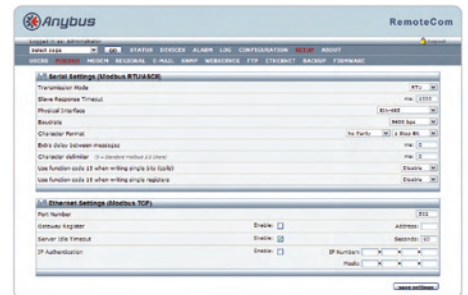 Anybus
RemoteCom
Logged in as: Administrator
Logout
Select page GO STATUS DEVICES ALARM LOG CONFIGURATION SETUP ABOUT
USERS MODBUS MODEM REGIONAL E-MAIL SNMP WEBSERVER FTP ETHERNET BACKUP FIRMWARE
Serial Settings (Modbus RTU/ASCII)
Transmission Mode RTU
Slave Response Timeout ms: 1000
Physical Interface RS-485
Baudrate 9600 bps
Character Format No Parity 1 Stop Bit
Extra delay between messages ms: 0
Character delimiter ms: 0
Use function code 15 when writing single bits (coils) Disable
Use function code 16 when writing single registers Disable
Ethernet Settings (Modbus TCP)
Port Number 502
Gateway Register Enable: Address:
Server Idle Timeout Enable: Seconds: 60
IP Authentication Enable: IP Number:
Mask:
save settings